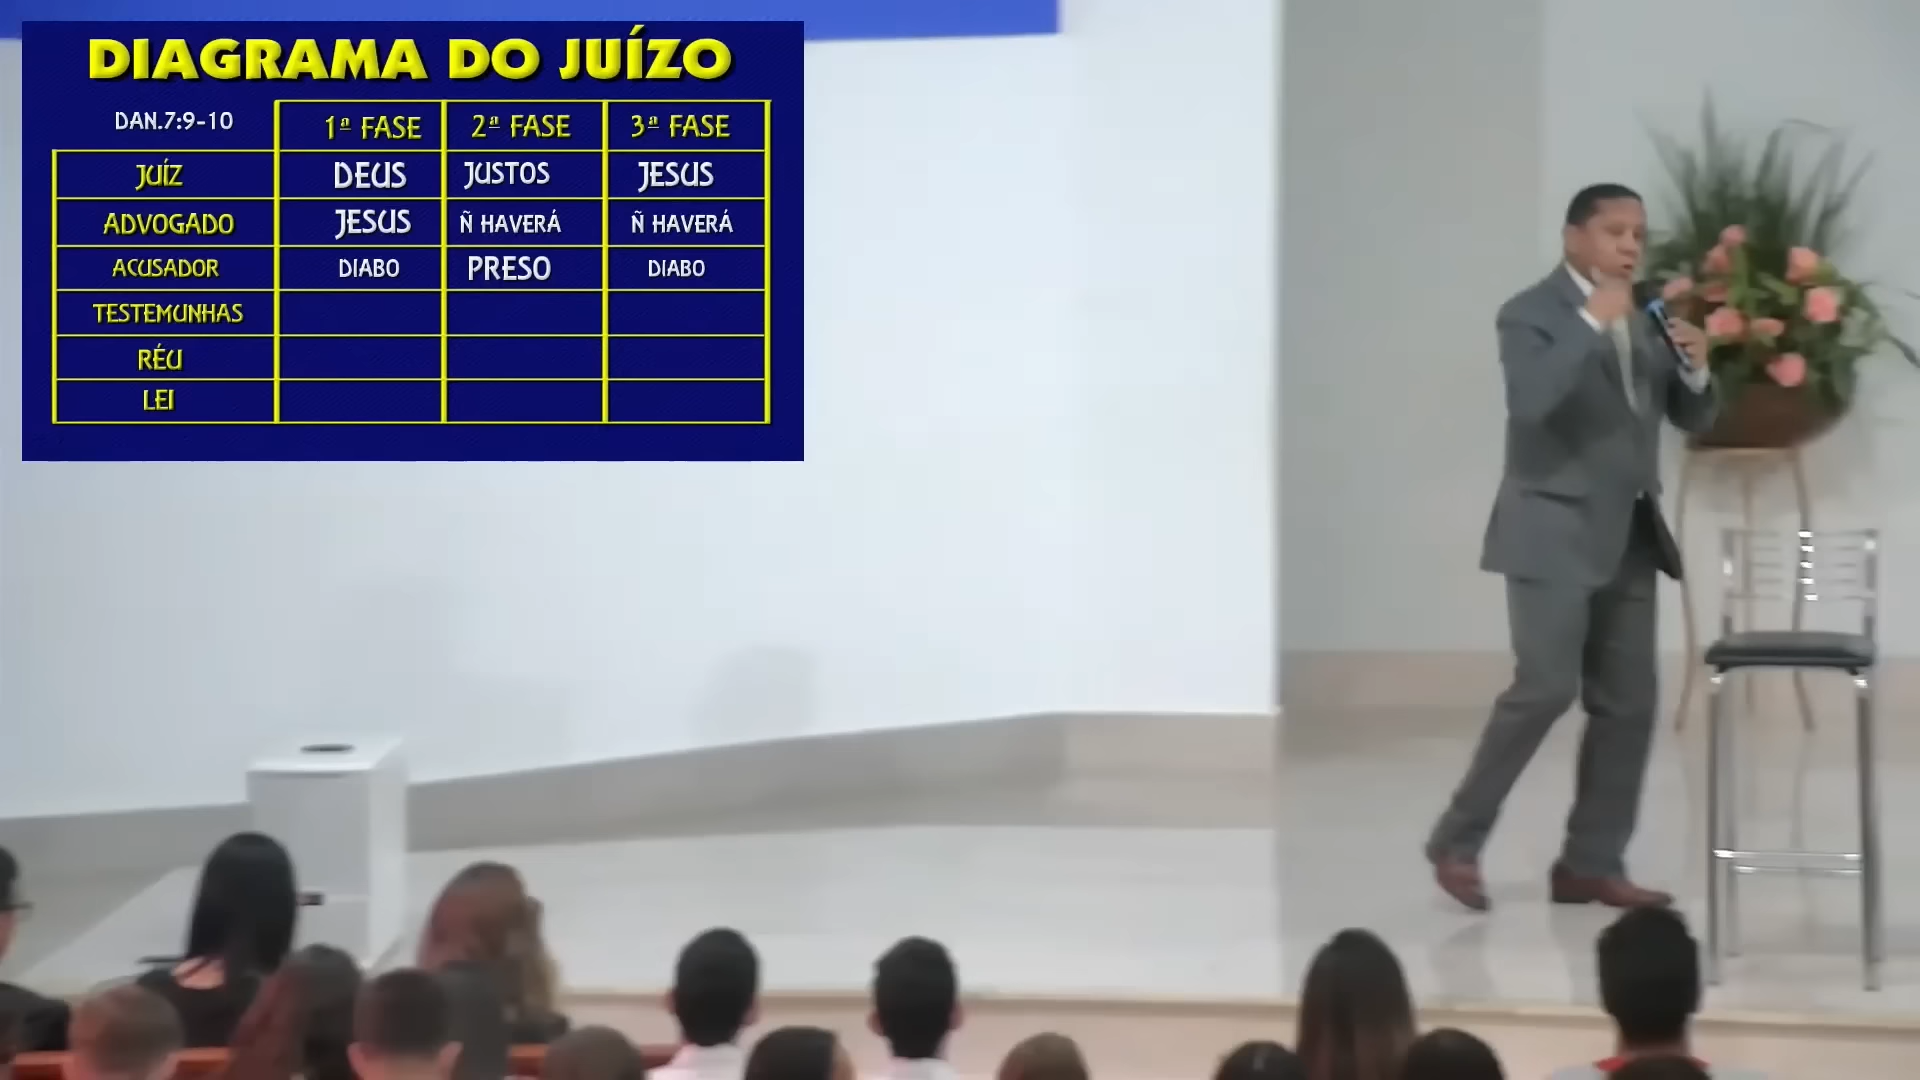 DIAGRAMA DO JUÍZO
DAN.7:9-10 1ª FASE 2ª FASE 3ª FASE
JUÍZ DEUS JUSTOS JESUS
ADVOGADO JESUS Ñ HAVERÁ Ñ HAVERÁ
ACUSADOR DIABO PRESO DIABO
TESTEMUNHAS
RÉU
LEI